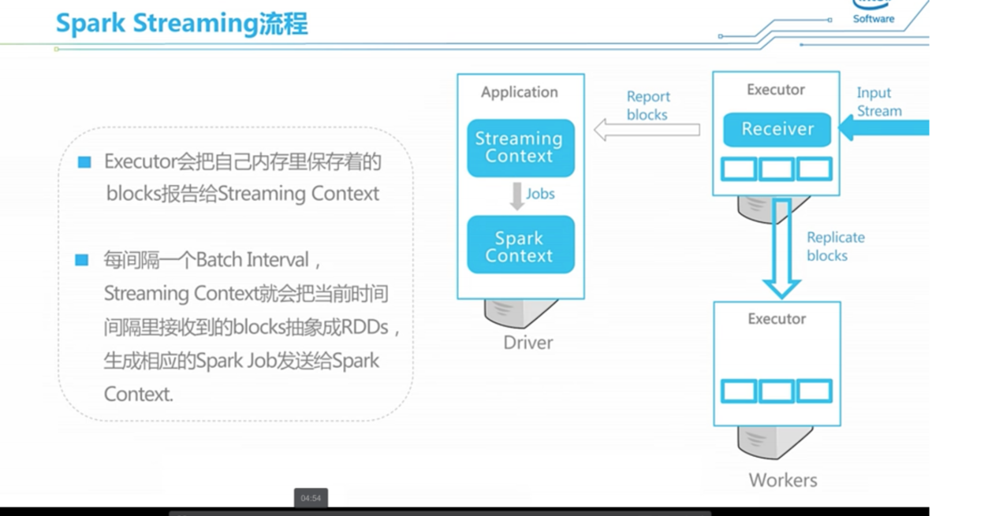 Spark Streaming流程
Software
Executor会把自己内存里保存着的
blocks报告给Streaming Context
每间隔一个Batch Interval，
Streaming Context就会把当前时间
间隔里接收到的blocks抽象成RDDs，
生成相应的Spark Job发送给Spark
Context.
Application
Streaming
Context
Jobs
Spark
Context
Driver
Report
blocks
Executor
Receiver
Input
Stream
Replicate
blocks
Executor
Workers
04:54